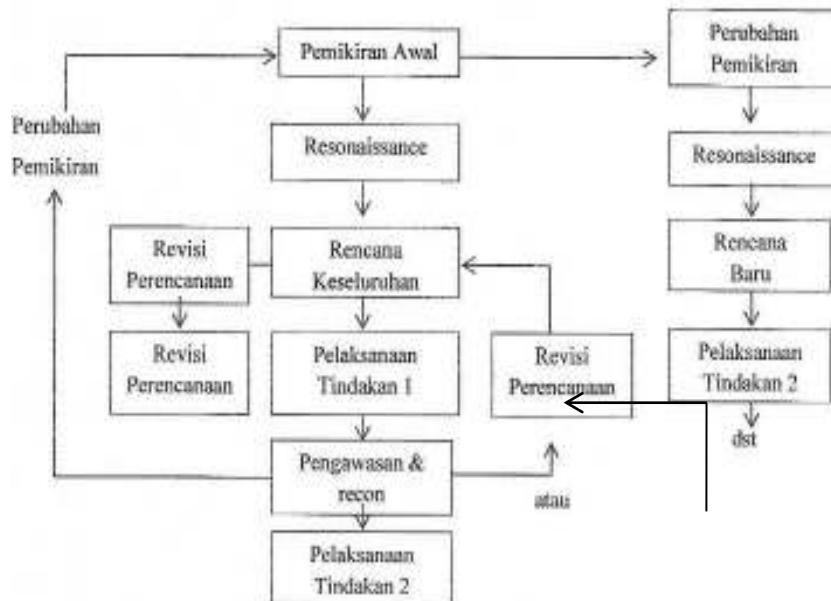 Pemikiran Awal
Perubahan
Pemikiran
Perubahan
Pemikiran
Resonaissance
Resonaissance
Revisi
Perencanaan
Rencana
Keseluruhan
Rencana
Baru
Revisi
Perencanaan
Pelaksanaan
Tindakan 1
Revisi
Perencanaan
Pelaksanaan
Tindakan 2
dst
Pengawasan &
recon
atau
Pelaksanaan
Tindakan 2